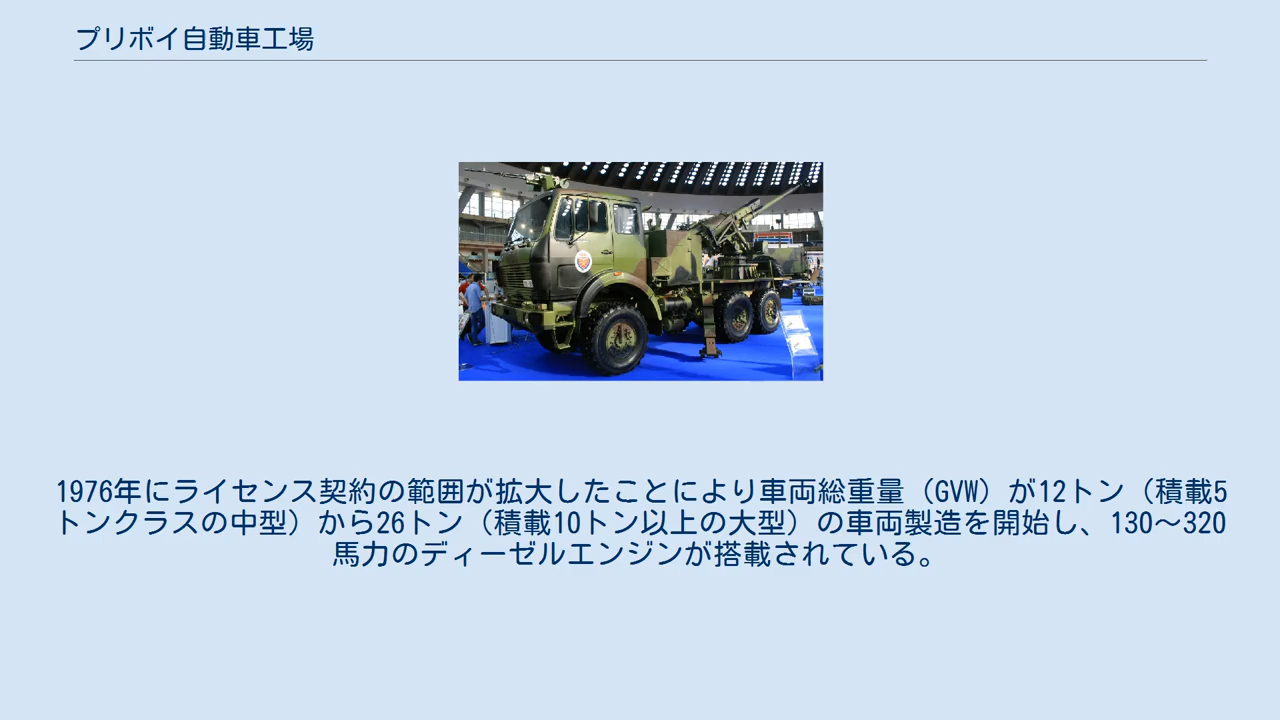 プリボイ自動車工場
1976年にライセンス契約の範囲が拡大したことにより車両総重量（GVW）が12トン（積載5
トンクラスの中型）から26トン（積載10トン以上の大型）の車両製造を開始し、130～320
馬力のディーゼルエンジンが搭載されている。